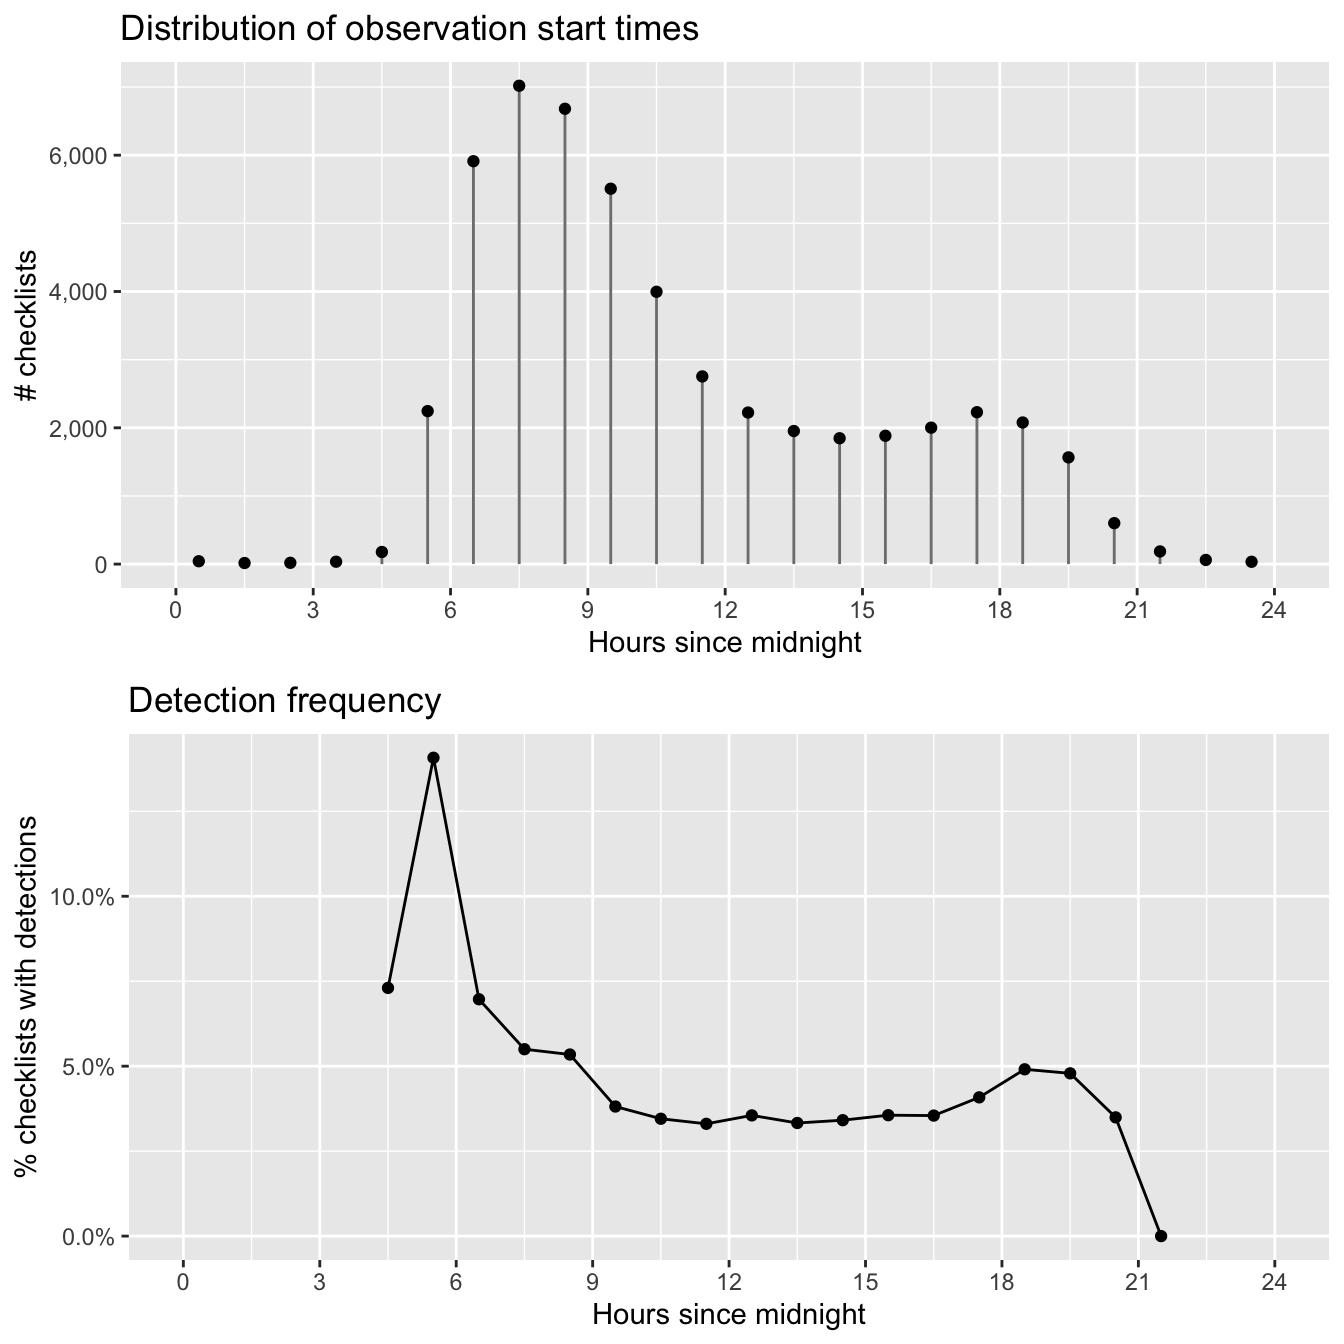 Distribution of observation start times
6,000
4,000
2,000
0
# checklists
0 3 6 9 12 15 18 21 24
Hours since midnight
Detection frequency
10.0%
5.0%
0.0%
% checklists with detections
0 3 6 9 12 15 18 21 24
Hours since midnight